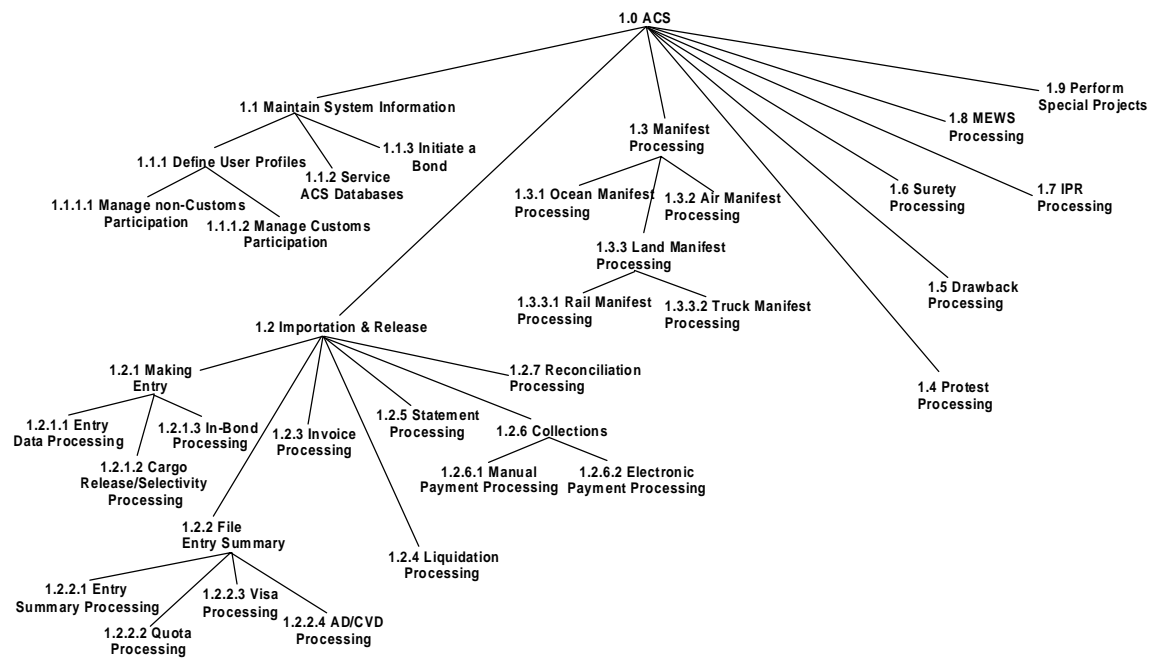 1.0 ACS
1.9 Perform
Special Projects
1.1 Maintain System Information
1.8 MEWS
Processing
1.3 Manifest
Processing
1.1.3 Initiate a
Bond
1.1.1 Define User Profiles
1.1.2 Service
ACS Databases
1.6 Surety
Processing
1.7 IPR
Processing
1.3.1 Ocean Manifest
Processing
1.3.2 Air Manifest
Processing
1.1.1.1 Manage non-Customs
Participation
1.1.1.2 Manage Customs
Participation
1.3.3 Land Manifest
Processing
1.5 Drawback
Processing
1.3.3.1 Rail Manifest
Processing
1.3.3.2 Truck Manifest
Processing
1.2 Importation & Release
1.2.1 Making
Entry
1.2.7 Reconciliation
Processing
1.4 Protest
Processing
1.2.1.1 Entry
Data Processing
1.2.1.3 In-Bond
Processing
1.2.3 Invoice
Processing
1.2.5 Statement
Processing
1.2.6 Collections
1.2.1.2 Cargo
Release/Selectivity
Processing
1.2.6.1 Manual
Payment Processing
1.2.6.2 Electronic
Payment Processing
1.2.2 File
Entry Summary
1.2.4 Liquidation
Processing
1.2.2.1 Entry
Summary Processing
1.2.2.3 Visa
Processing
1.2.2.2 Quota
Processing
1.2.2.4 AD/CVD
Processing